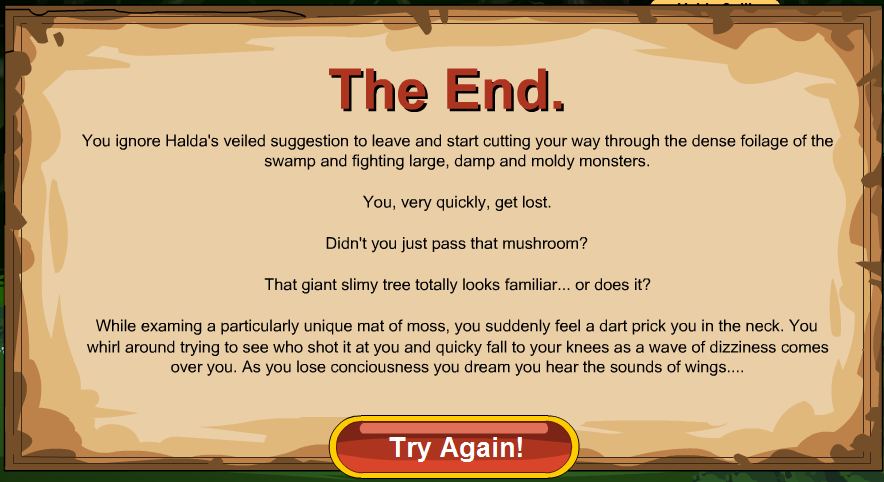 The End.
You ignore Halda's veiled suggestion to leave and start cutting your way through the dense foilage of the
swamp and fighting large, damp and moldy monsters.
You, very quickly, get lost.
Didn't you just pass that mushroom?
That giant slimy tree totally looks familiar... or does it?
While examing a particularly unique mat of moss, you suddenly feel a dart prick you in the neck. You
whirl around trying to see who shot it at you and quicky fall to your knees as a wave of dizziness comes
over you. As you lose conciousness you dream you hear the sounds of wings....
Try Again!